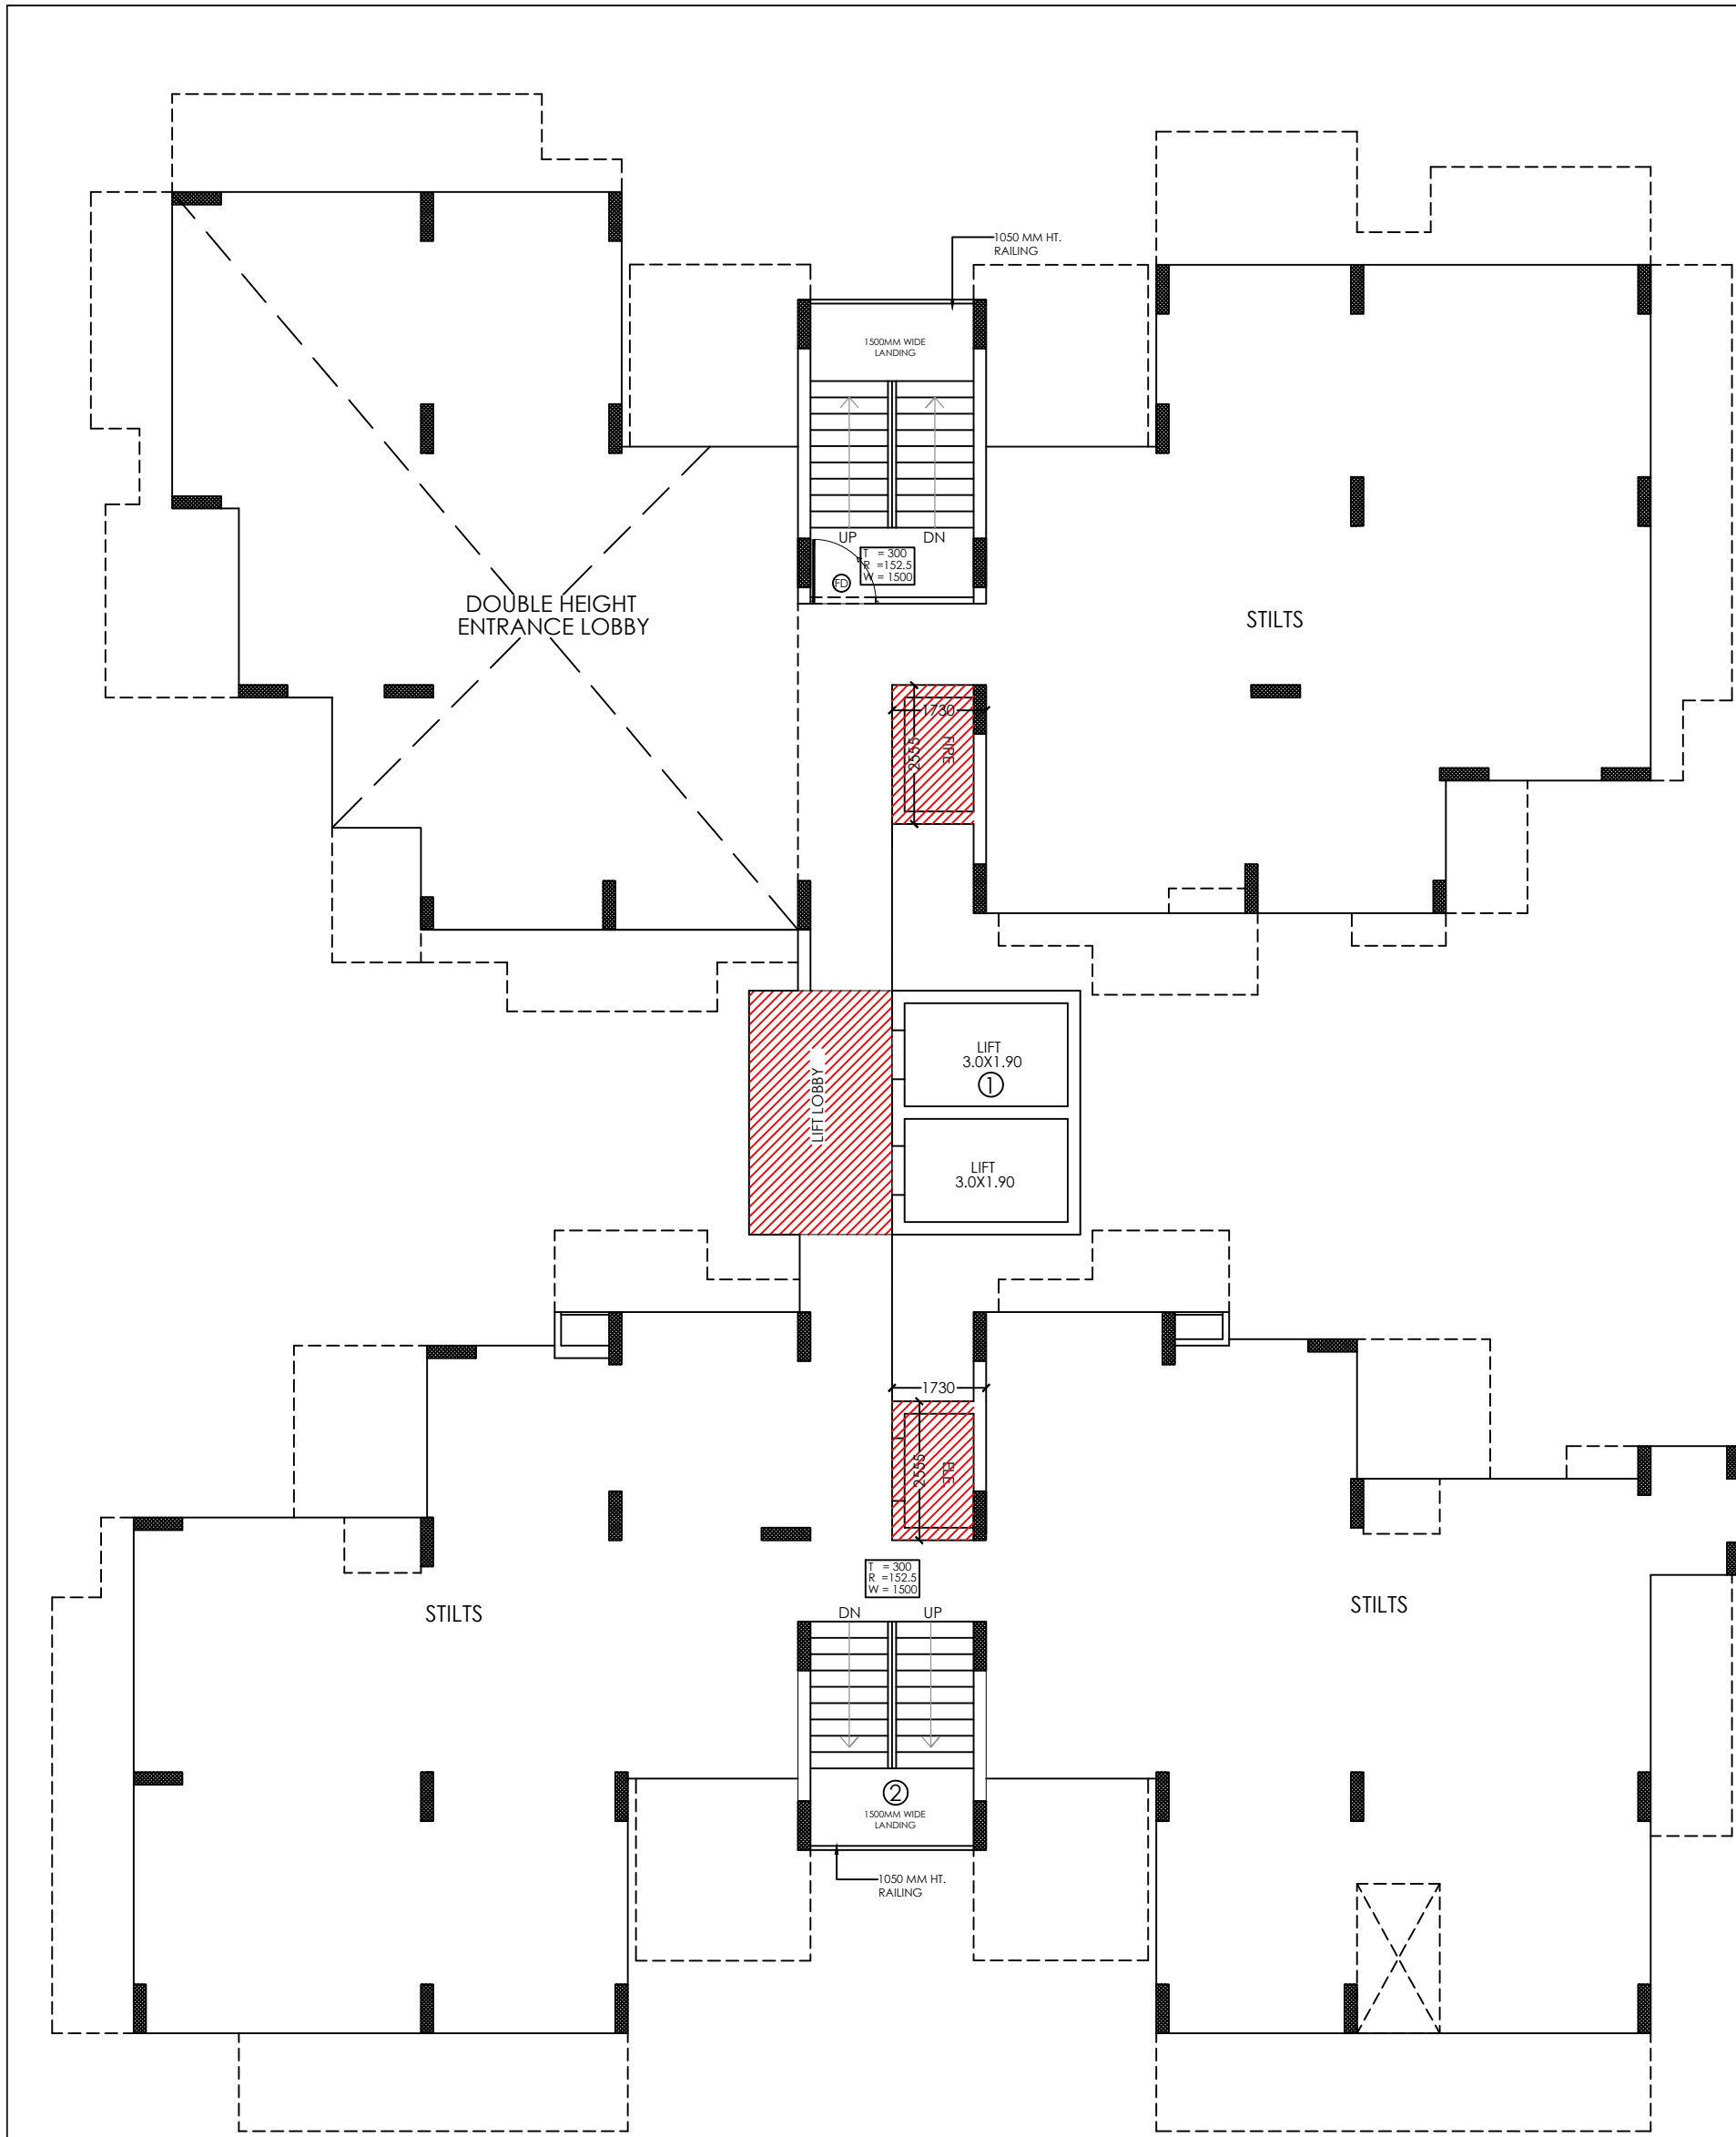 1050 MM HT.
RAILING
1500MM WIDE
LANDING
UP
DN
T = 300
R =152.5
W = 1500
FD
DOUBLE HEIGHT
ENTRANCE LOBBY
STILTS
1730
2555
FIRE
LIFT LOBBY
LIFT
3.0X1.90
1
LIFT
3.0X1.90
1730
2555
ELE
T = 300
R =152.5
W = 1500
DN
UP
STILTS
STILTS
2
1500MM WIDE
LANDING
1050 MM HT.
RAILING